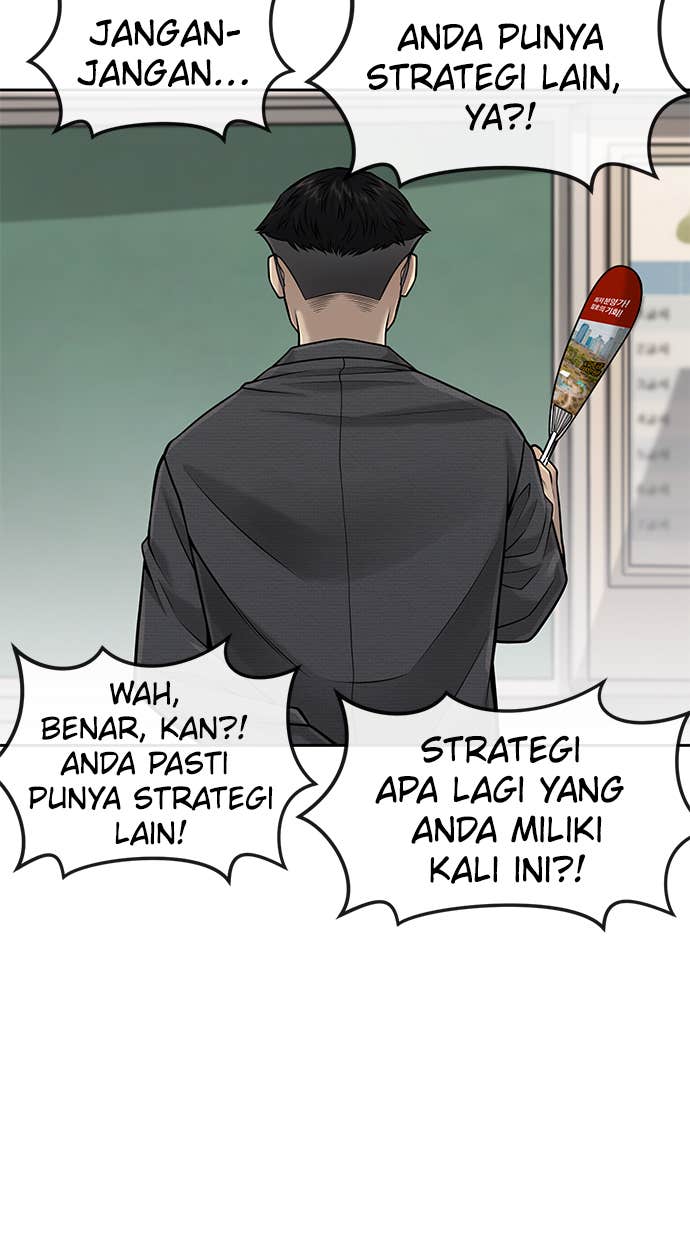 JANGAN-
JANGAN...
ANDA PUNYA
STRATEGI LAIN,
YA?!
WAH,
BENAR, KAN?!
ANDA PASTI
PUNYA STRATEGI
LAIN!
STRATEGI
APA LAGI YANG
ANDA MILIKI
KALI INI?!